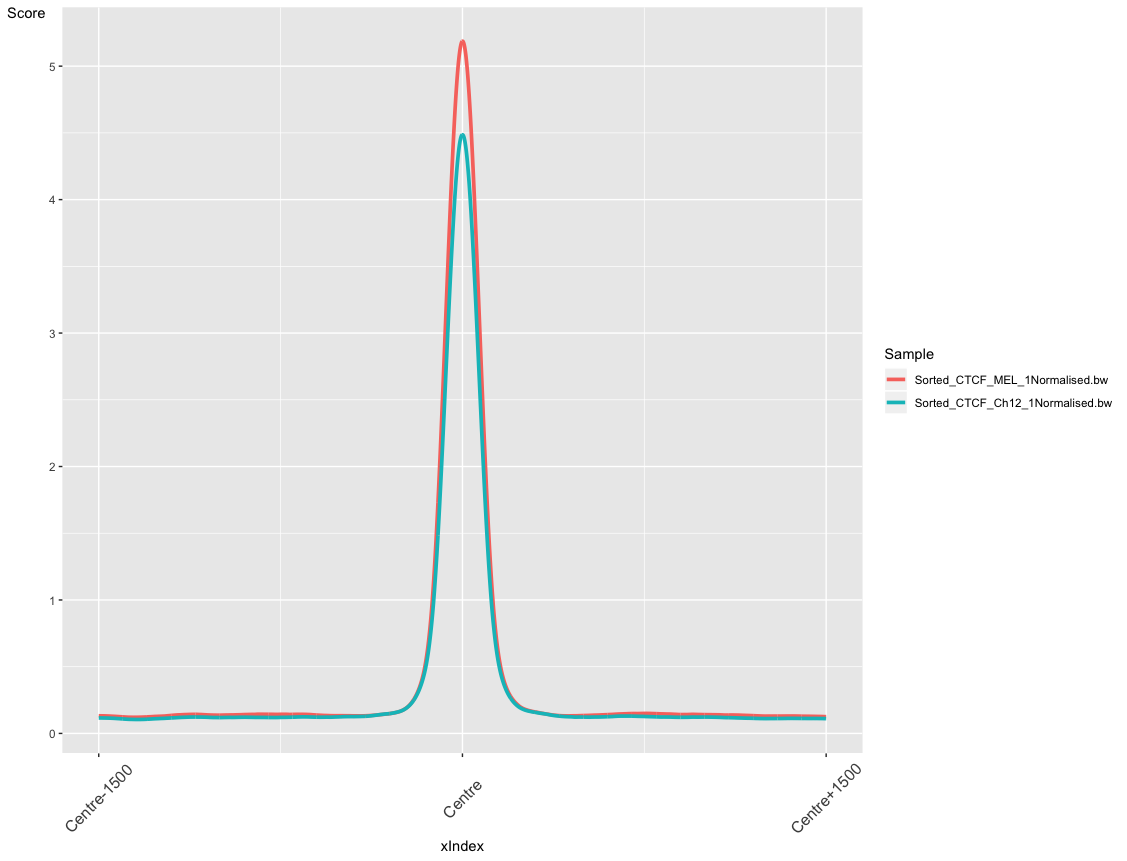 Score
5
4
3
2
1
0
Centre-1500
Centre
Centre+1500
xIndex
Sample
Sorted_CTCF_MEL_1Normalised.bw
Sorted_CTCF_Ch12_1Normalised.bw